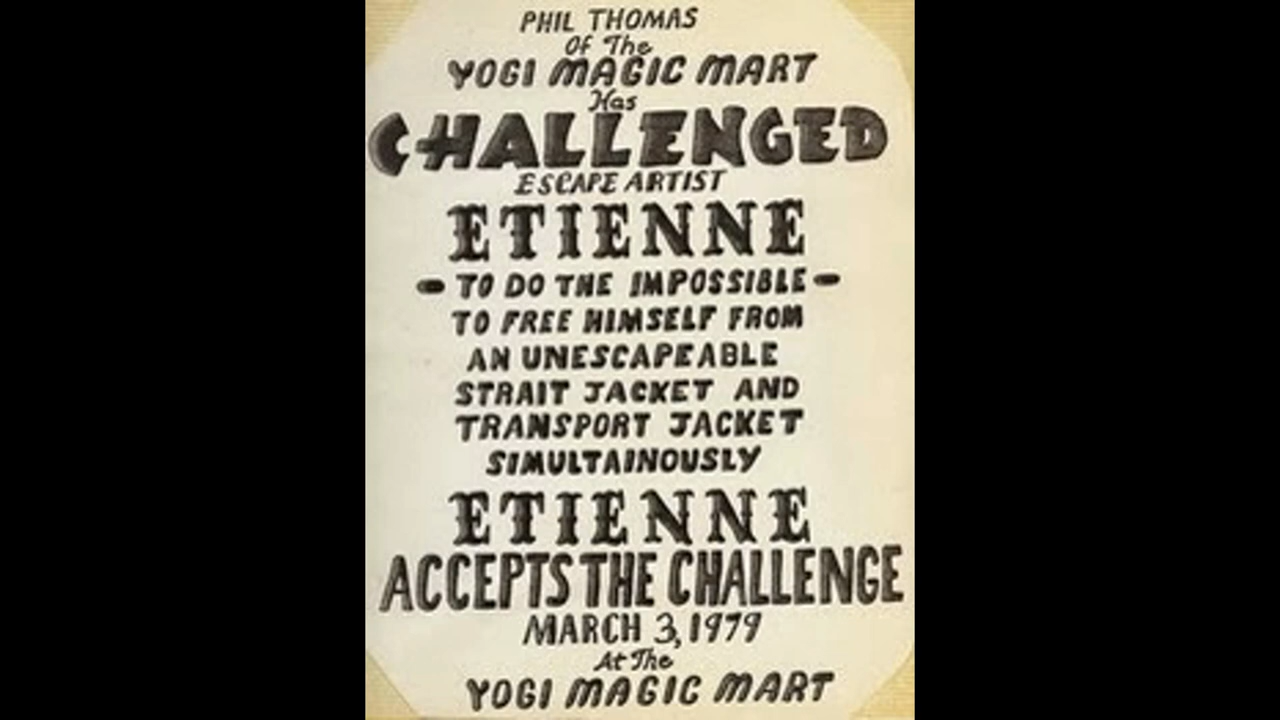 PHIL THOMAS
Of The
YOGI MAGIC MART
Has
CHALLENGED
ESCAPE ARTIST
ETIENNE
- TO DO THE IMPOSSIBLE -
TO FREE HIMSELF FROM
AN UNESCAPEABLE
STRAIT JACKET AND
TRANSPORT JACKET
SIMULTAINOUSLY
ETIENNE
ACCEPTS THE CHALLENGE
MARCH 3, 1979
At The
YOGI MAGIC MART